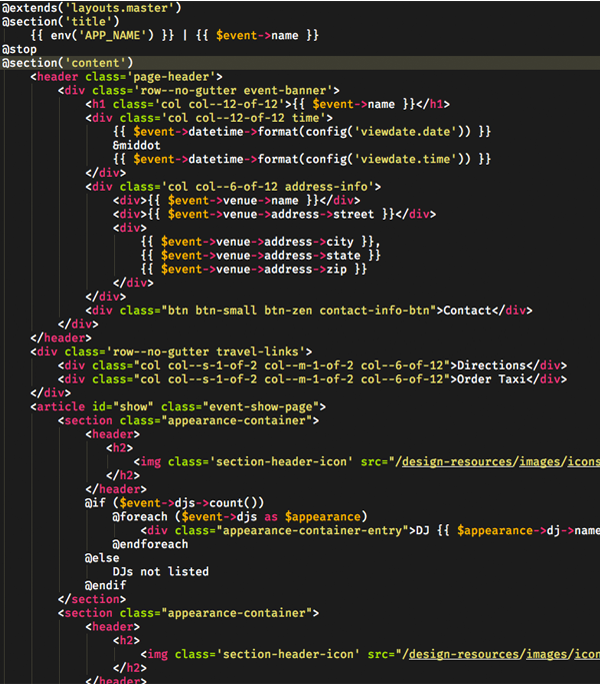 @extends('layouts.master')
@section('title')
{{ env('APP_NAME') }} | {{ $event->name }}
@stop
@section('content')
<header class='page-header'>
<div class='row--no-gutter event-banner'>
<h1 class='col col--12-of-12'>{{ $event->name }}</h1>
<div class='col col--12-of-12 time'>
{{ $event->datetime->format(config('viewdate.date')) }}
&middot
{{ $event->datetime->format(config('viewdate.time')) }}
</div>
<div class='col col--6-of-12 address-info'>
<div>{{ $event->venue->name }}</div>
<div>{{ $event->venue->address->street }}</div>
<div>
{{ $event->venue->address->city }},
{{ $event->venue->address->state }}
{{ $event->venue->address->zip }}
</div>
</div>
<div class="btn btn-small btn-zen contact-info-btn">Contact</div>
</div>
</header>
<div class='row--no-gutter travel-links'>
<div class="col col--s-1-of-2 col--m-1-of-2 col--6-of-12">Directions</div>
<div class="col col--s-1-of-2 col--m-1-of-2 col--6-of-12">Order Taxi</div>
</div>
<article id="show" class="event-show-page">
<section class="appearance-container">
<header>
<h2>
<img class='section-header-icon' src="/design-resources/images/icons
</h2>
</header>
@if ($event->djs->count())
@foreach ($event->djs as $appearance)
<div class="appearance-container-entry">DJ {{ $appearance->dj->name
@endforeach
@else
DJs not listed
@endif
</section>
<section class="appearance-container">
<header>
<h2>
<img class='section-header-icon' src="/design-resources/images/icons
</h2>
</header>